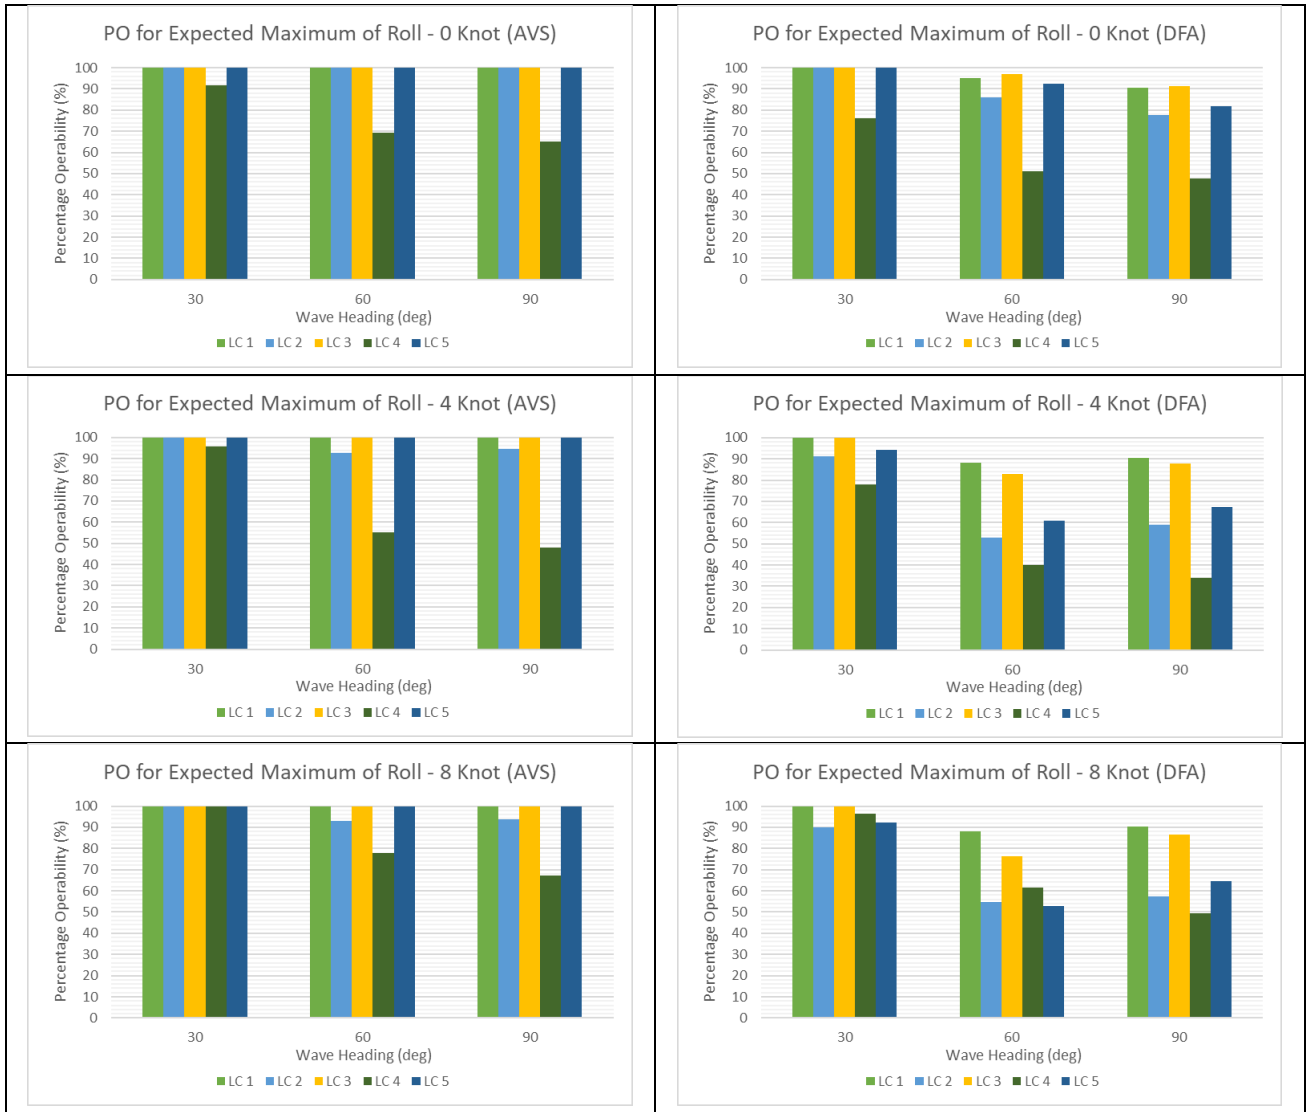 PO for Expected Maximum of Roll - 0 Knot (AVS)
Percentage Operability (%)
100
90
80
70
60
50
40
30
20
10
0
30 60 90
Wave Heading (deg)
LC 1 LC 2 LC 3 LC 4 LC 5
PO for Expected Maximum of Roll - 0 Knot (DFA)
Percentage Operability (%)
100
90
80
70
60
50
40
30
20
10
0
30 60 90
Wave Heading (deg)
LC 1 LC 2 LC 3 LC 4 LC 5
PO for Expected Maximum of Roll - 4 Knot (AVS)
Percentage Operability (%)
100
90
80
70
60
50
40
30
20
10
0
30 60 90
Wave Heading (deg)
LC 1 LC 2 LC 3 LC 4 LC 5
PO for Expected Maximum of Roll - 4 Knot (DFA)
Percentage Operability (%)
100
90
80
70
60
50
40
30
20
10
0
30 60 90
Wave Heading (deg)
LC 1 LC 2 LC 3 LC 4 LC 5
PO for Expected Maximum of Roll - 8 Knot (AVS)
Percentage Operability (%)
100
90
80
70
60
50
40
30
20
10
0
30 60 90
Wave Heading (deg)
LC 1 LC 2 LC 3 LC 4 LC 5
PO for Expected Maximum of Roll - 8 Knot (DFA)
Percentage Operability (%)
100
90
80
70
60
50
40
30
20
10
0
30 60 90
Wave Heading (deg)
LC 1 LC 2 LC 3 LC 4 LC 5